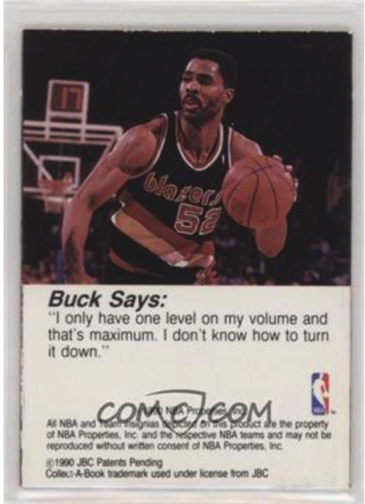 17
blazers
52
Buck Says:
"I only have one level on my volume and
that's maximum. I don't know how to turn
it down."
NBA
COMC.COM
©1990 NBA Properties, Inc.
All NBA and Team insignias depicted on this product are the property
of NBA Properties, Inc. and the respective NBA teams and may not be
reproduced without written consent of NBA Properties, Inc.
©1990 JBC Patents Pending
Collect-A-Book trademark used under license from JBC